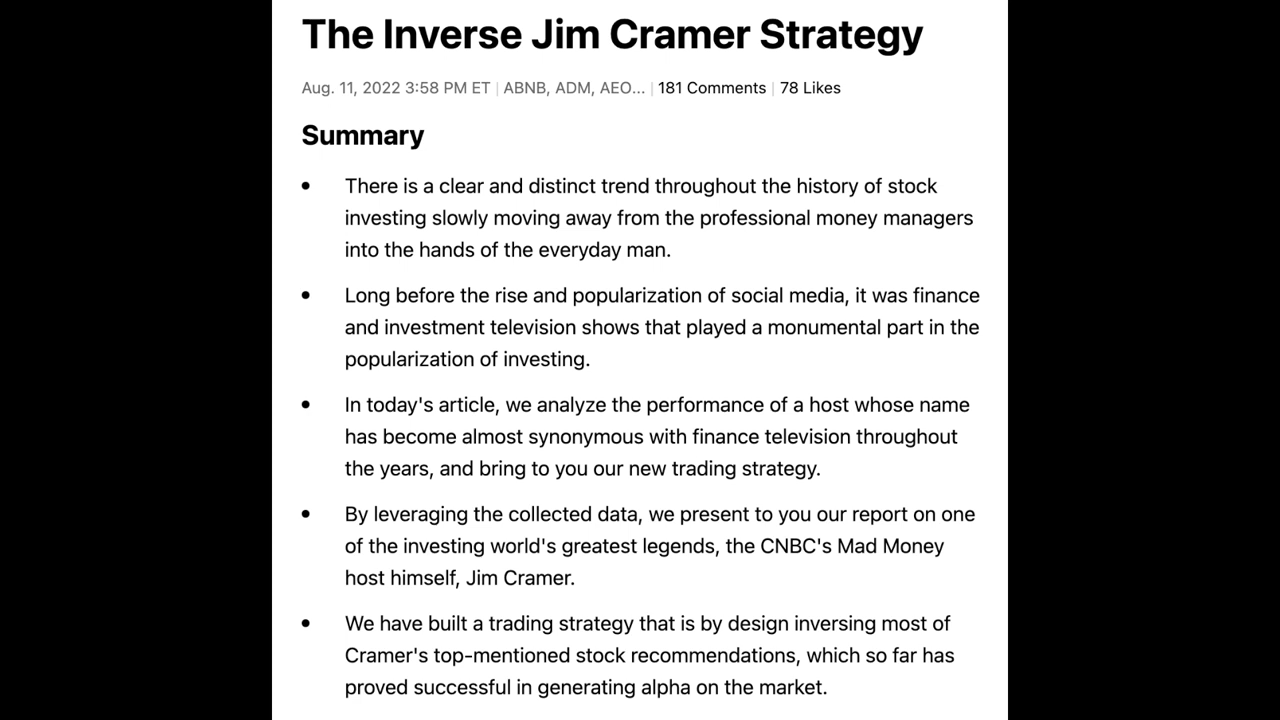 The Inverse Jim Cramer Strategy
Aug. 11, 2022 3:58 PM ET | ABNB, ADM, AEO... | 181 Comments | 78 Likes
Summary
• There is a clear and distinct trend throughout the history of stock
investing slowly moving away from the professional money managers
into the hands of the everyday man.
• Long before the rise and popularization of social media, it was finance
and investment television shows that played a monumental part in the
popularization of investing.
• In today's article, we analyze the performance of a host whose name
has become almost synonymous with finance television throughout
the years, and bring to you our new trading strategy.
• By leveraging the collected data, we present to you our report on one
of the investing world's greatest legends, the CNBC's Mad Money
host himself, Jim Cramer.
• We have built a trading strategy that is by design inversing most of
Cramer's top-mentioned stock recommendations, which so far has
proved successful in generating alpha on the market.